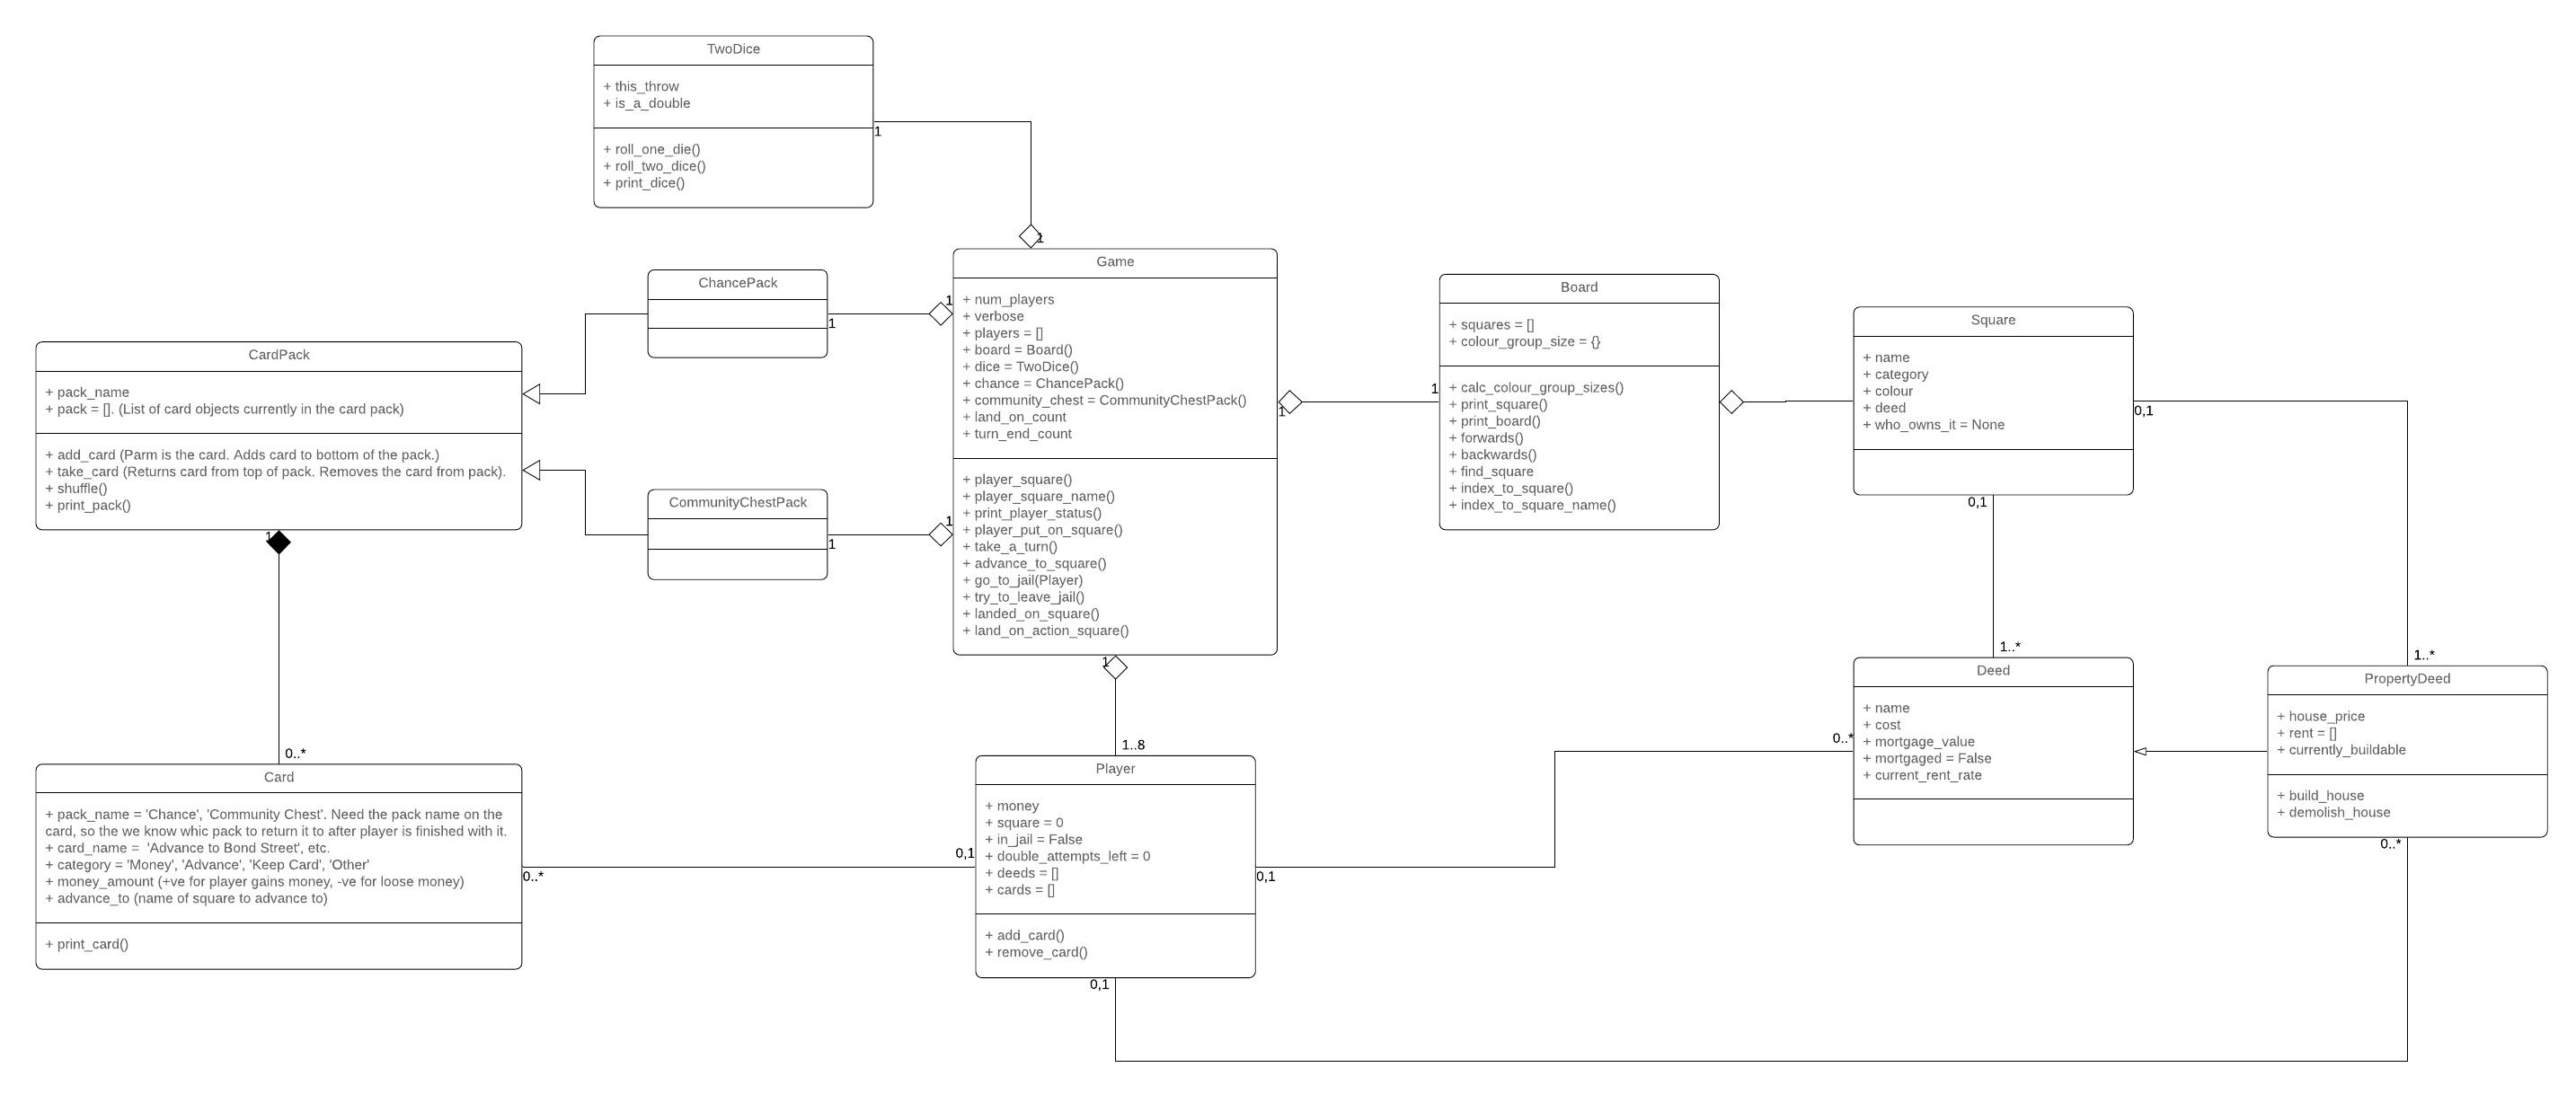 TwoDice
+ this_throw
+ is_a_double
+ roll_one_die()
+ roll_two_dice()
+ print_dice()
1
1
ChancePack
1
1
CommunityChestPack
1
1
CardPack
+ pack_name
+ pack = []. (List of card objects currently in the card pack)
+ add_card (Parm is the card. Adds card to bottom of the pack.)
+ take_card (Returns card from top of pack. Removes the card from pack).
+ shuffle()
+ print_pack()
1
0..*
Card
+ pack_name = 'Chance', 'Community Chest'. Need the pack name on the
card, so the we know whic pack to return it to after player is finished with it.
+ card_name =  'Advance to Bond Street', etc.
+ category = 'Money', 'Advance', 'Keep Card', 'Other'
+ money_amount (+ve for player gains money, -ve for loose money)
+ advance_to (name of square to advance to)
+ print_card()
0..*
0,1
Game
+ num_players
+ verbose
+ players = []
+ board = Board()
+ dice = TwoDice()
+ chance = ChancePack()
+ community_chest = CommunityChestPack()
+ land_on_count
+ turn_end_count
+ player_square()
+ player_square_name()
+ print_player_status()
+ player_put_on_square()
+ take_a_turn()
+ advance_to_square()
+ go_to_jail(Player)
+ try_to_leave_jail()
+ landed_on_square()
+ land_on_action_square()
1
1..8
Player
+ money
+ square = 0
+ in_jail = False
+ double_attempts_left = 0
+ deeds = []
+ cards = []
+ add_card()
+ remove_card()
0,1
0,1
1
1
Board
+ squares = []
+ colour_group_size = {}
+ calc_colour_group_sizes()
+ print_square()
+ print_board()
+ forwards()
+ backwards()
+ find_square
+ index_to_square()
+ index_to_square_name()
Square
+ name
+ category
+ colour
+ deed
+ who_owns_it = None
0,1
0,1
1..*
0..*
Deed
+ name
+ cost
+ mortgage_value
+ mortgaged = False
+ current_rent_rate
1..*
PropertyDeed
+ house_price
+ rent = []
+ currently_buildable
+ build_house
+ demolish_house
0..*